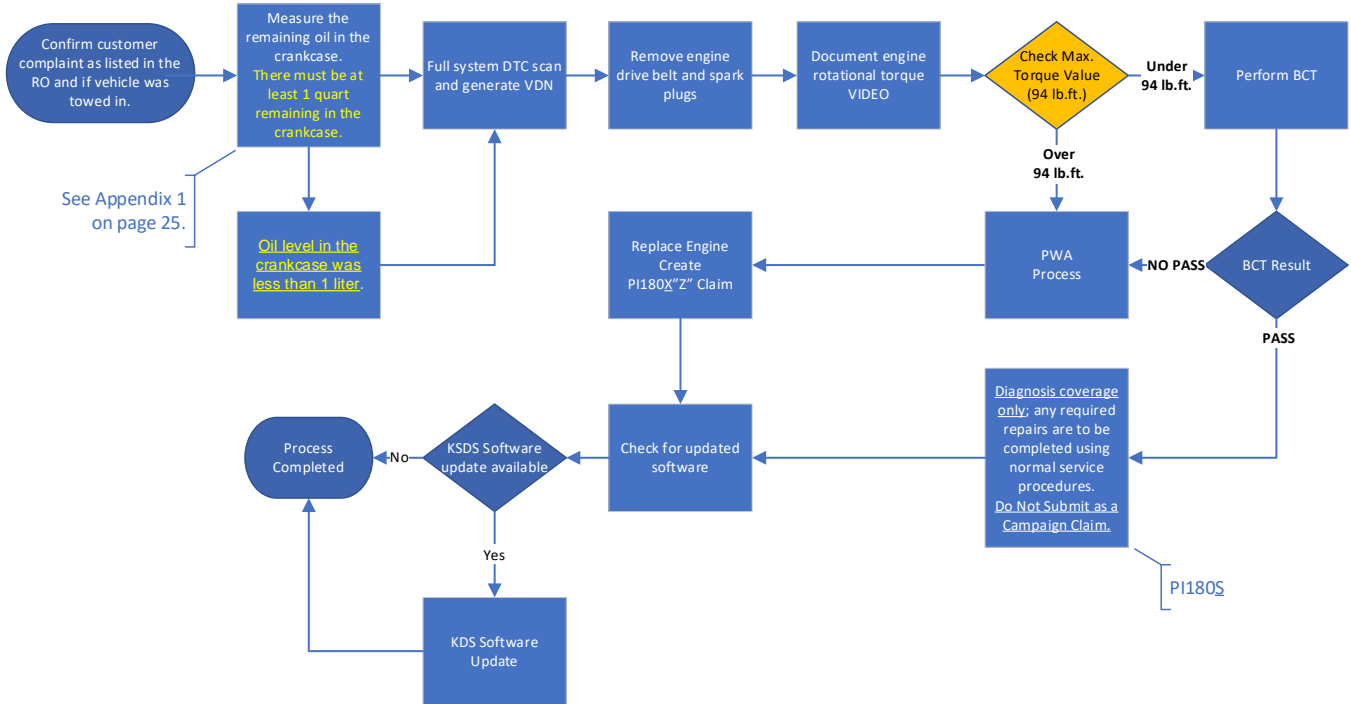 Confirm customer
complaint as listed in the
RO and if vehicle was
towed in.
Measure the
remaining oil in the
crankcase.
There must be at
least 1 quart
remaining in the
crankcase.
Full system DTC scan
and generate VDN
Remove engine
drive belt and spark
plugs
Document engine
rotational torque
VIDEO
Check Max.
Torque Value
(94 lb.ft.)
Under
94 lb.ft.
Perform BCT
Over
94 lb.ft.
See Appendix 1
on page 25.
Oil level in the
crankcase was
less than 1 liter.
Replace Engine
Create
PI180X"Z" Claim
PWA
Process
NO PASS
BCT Result
PASS
Process
Completed
No
KSDS Software
update available
Check for updated
software
Diagnosis coverage
only; any required
repairs are to be
completed using
normal service
procedures.
Do Not Submit as a
Campaign Claim.
Yes
PI180S
KDS Software
Update